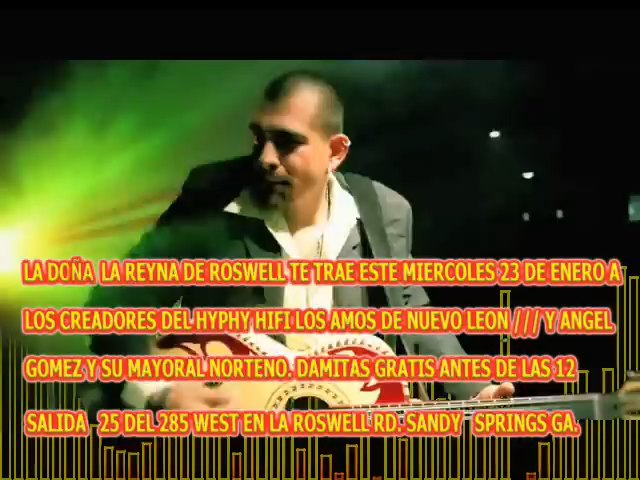 LA DOÑA LA REYNA DE ROSWELL TE TRAE ESTE MIERCOLES 23 DE ENERO A
LOS CREADORES DEL HYPHY HIFI LOS AMOS DE NUEVO LEON /// Y ANGEL
GOMEZ Y SU MAYORAL NORTENO. DAMITAS GRATIS ANTES DE LAS 12
SALIDA 25 DEL 285 WEST EN LA ROSWELL RD. SANDY SPRINGS GA.